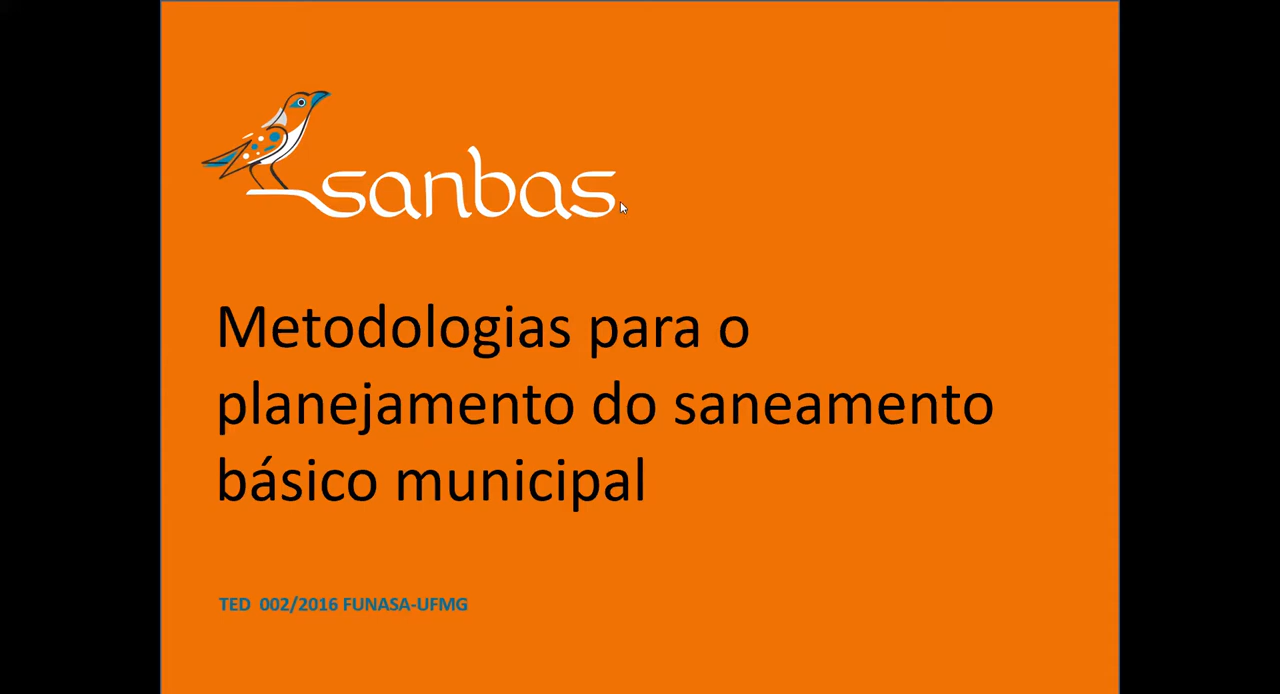 sanbas
Metodologias para o
planejamento do saneamento
básico municipal
TED 002/2016 FUNASA-UFMG